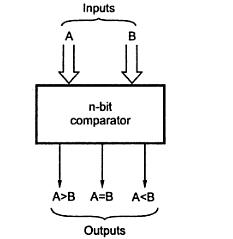 Inputs
A B
n-bit
comparator
A>B A=B A<B
Outputs